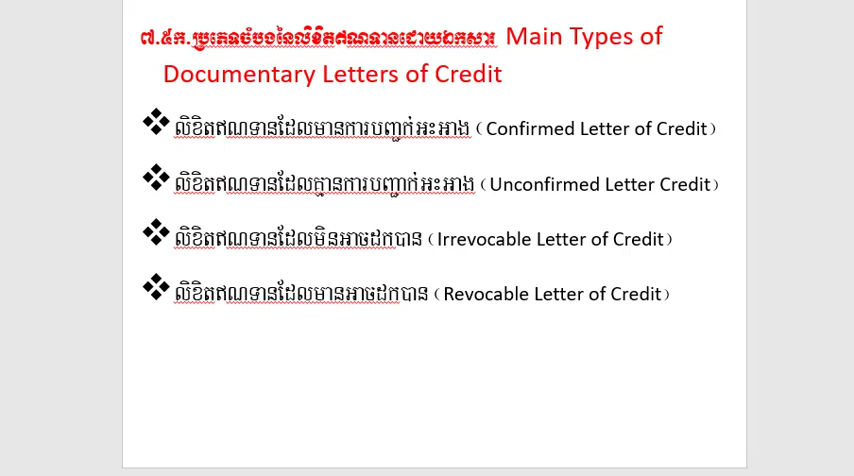 ៧.៥ក.ប្រភេទចំបងនៃលិខិតឥណទានដោយឯកសារ Main Types of
Documentary Letters of Credit
❖លិខិតឥណទានដែលមានការបញ្ជាក់អះអាង (Confirmed Letter of Credit)
❖លិខិតឥណទានដែលគ្មានការបញ្ជាក់អះអាង (Unconfirmed Letter Credit)
❖លិខិតឥណទានដែលមិនអាចដកបាន (Irrevocable Letter of Credit)
❖លិខិតឥណទានដែលមានអាចដកបាន (Revocable Letter of Credit)